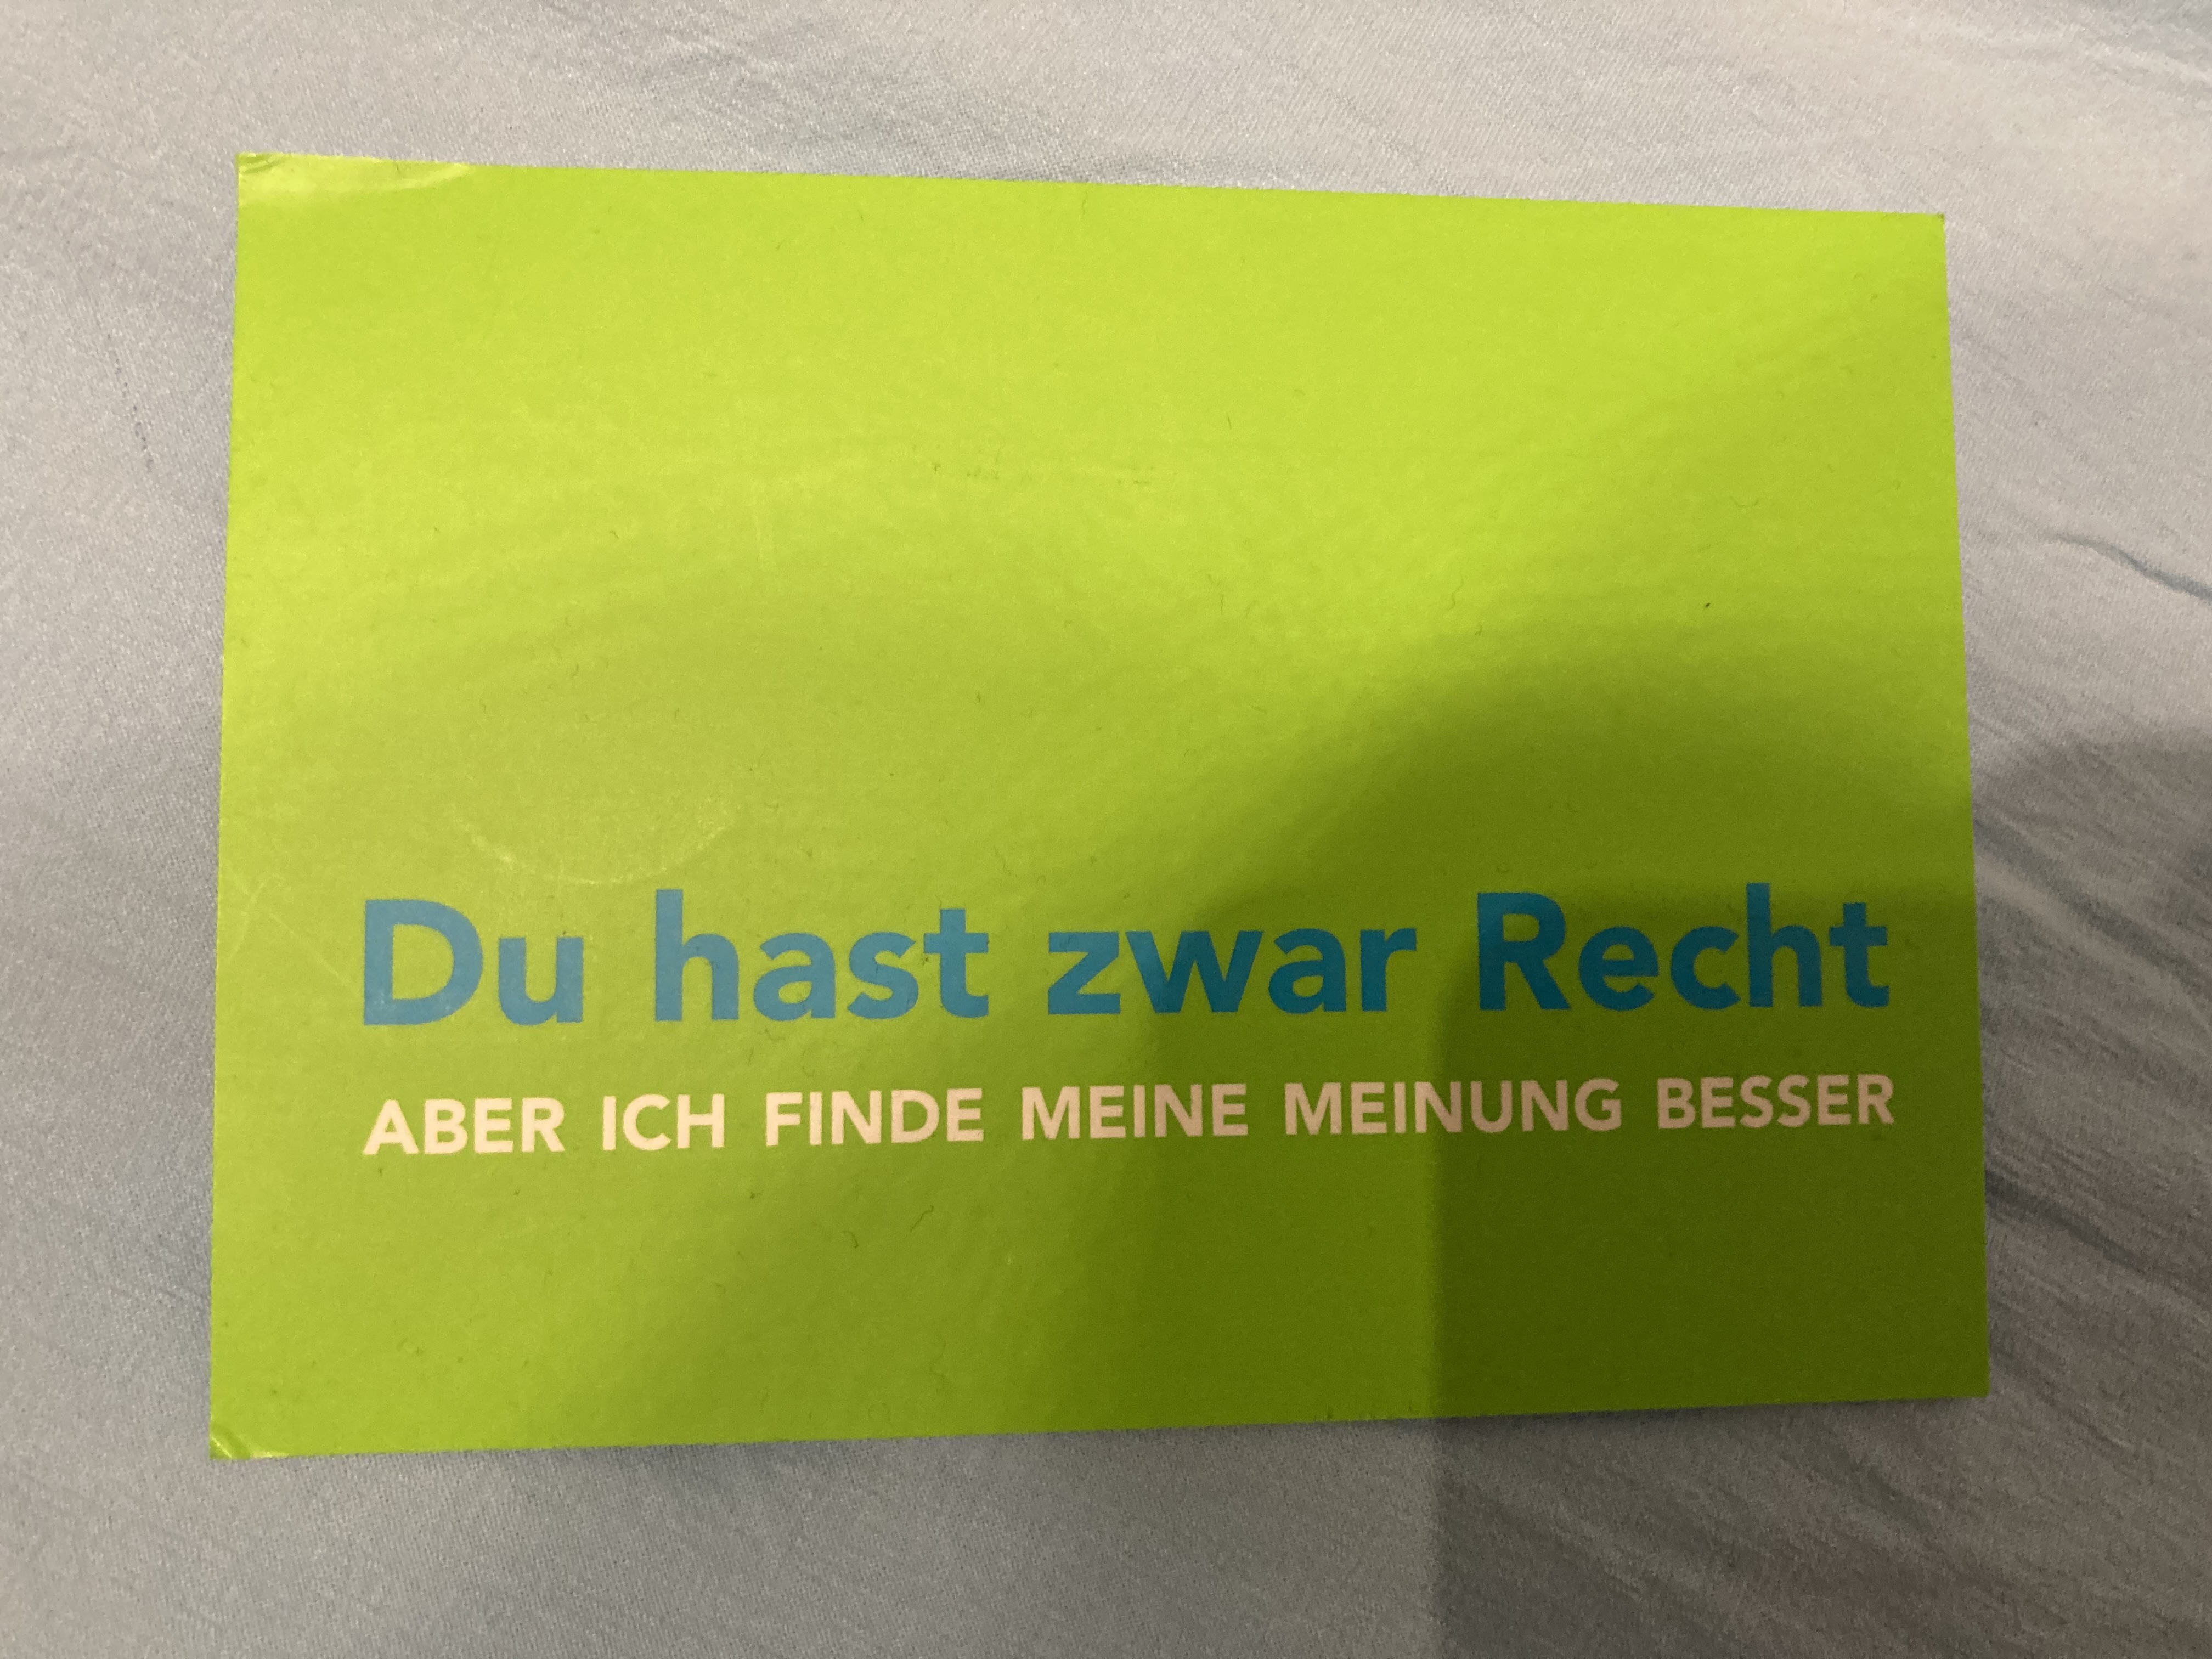 Du hast zwar Recht
ABER ICH FINDE MEINE MEINUNG BESSER